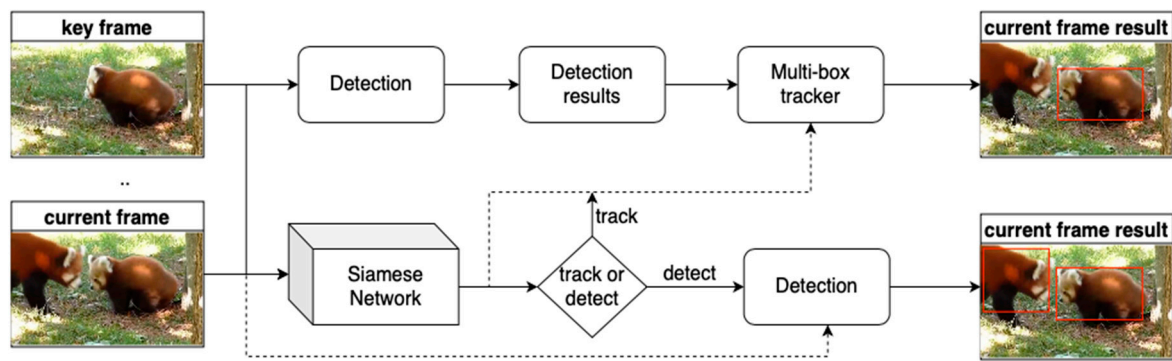 key frame
Detection
Detection
results
Multi-box
tracker
current frame result
..
current frame
Siamese
Network
track
track or
detect
detect
Detection
current frame result